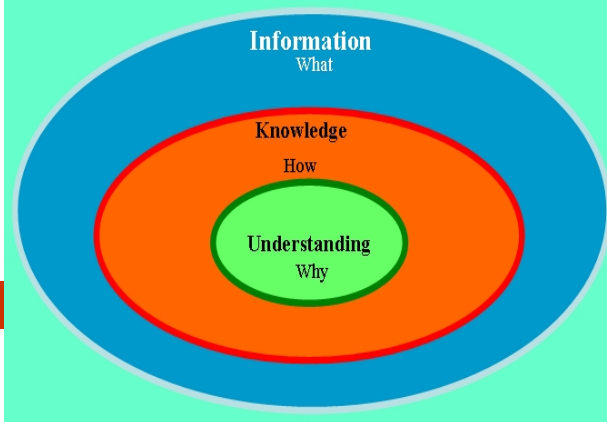 Information
What
Knowledge
How
Understanding
Why